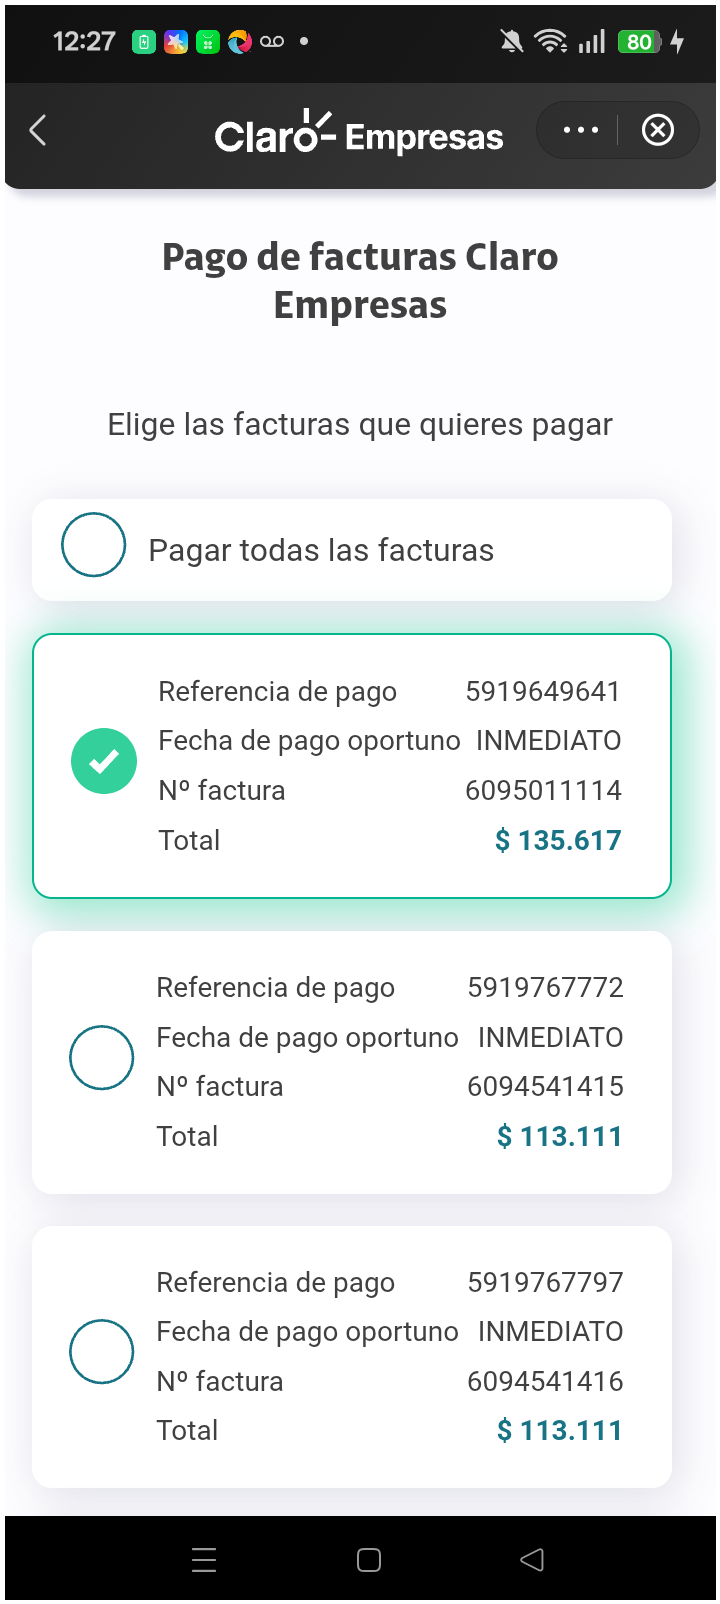 12:27
80
Claro Empresas
Pago de facturas Claro
Empresas
Elige las facturas que quieres pagar
Pagar todas las facturas
Referencia de pago 5919649641
Fecha de pago oportuno INMEDIATO
Nº factura 6095011114
Total $ 135.617
Referencia de pago 5919767772
Fecha de pago oportuno INMEDIATO
Nº factura 6094541415
Total $ 113.111
Referencia de pago 5919767797
Fecha de pago oportuno INMEDIATO
Nº factura 6094541416
Total $ 113.111